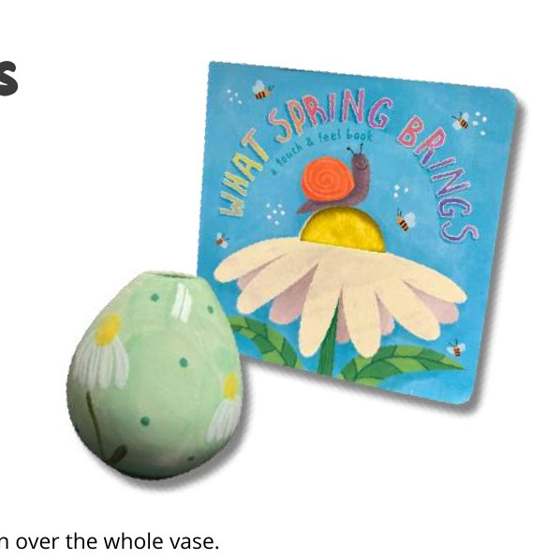 s
WHAT SPRING BRINGS
a touch & feel book
n over the whole vase.